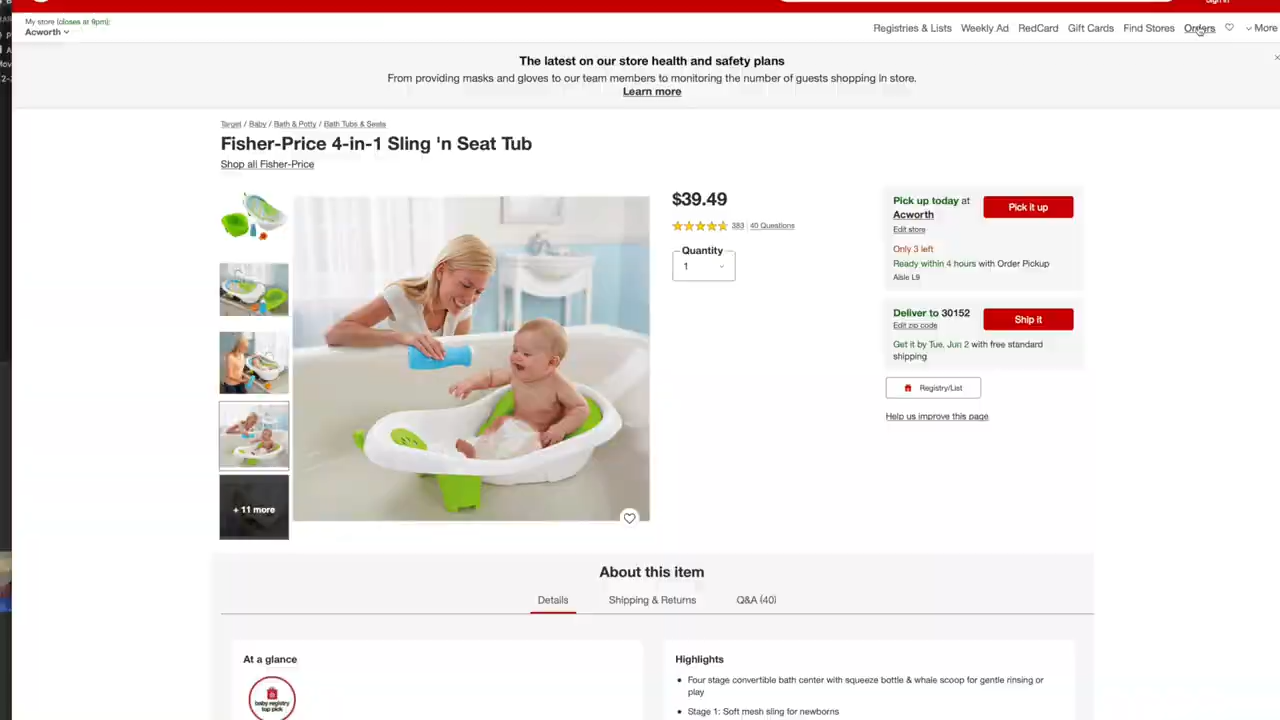 My store (closes at 9pm):
Acworth
Registries & Lists
Weekly Ad
RedCard
Gift Cards
Find Stores
Orders
More
The latest on our store health and safety plans
From providing masks and gloves to our team members to monitoring the number of guests shopping in store.
Learn more
Target / Baby / Bath & Potty / Bath Tubs & Seats
Fisher-Price 4-in-1 Sling 'n Seat Tub
Shop all Fisher-Price
+ 11 more
$39.49
383 40 Questions
Quantity
1
Pick up today at
Acworth
Edit store
Pick it up
Only 3 left
Ready within 4 hours with Order Pickup
Aisle L9
Deliver to 30152
Edit zip code
Ship it
Get it by Tue, Jun 2 with free standard
shipping
Registry/List
Help us improve this page
About this item
Details
Shipping & Returns
Q&A (40)
At a glance
baby registry
top pick
Highlights
Four stage convertible bath center with squeeze bottle & whale scoop for gentle rinsing or
play
Stage 1: Soft mesh sling for newborns